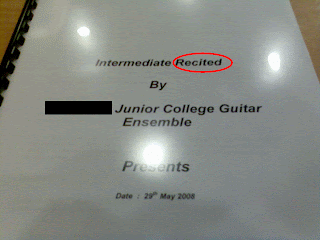 Intermediate Recited
By
Junior College Guitar
Ensemble
Presents
Date : 29th May 2008